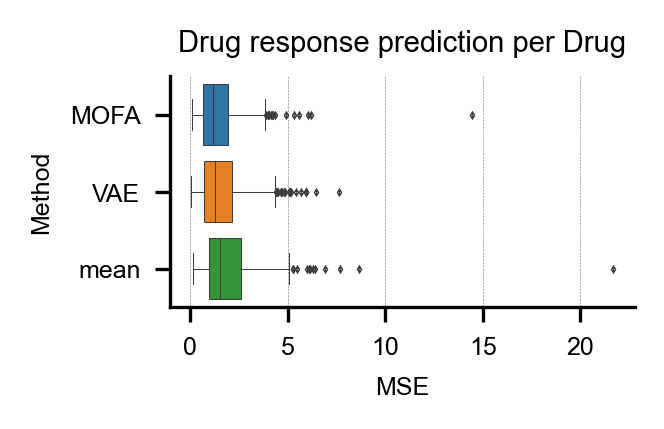 Drug response prediction per Drug
Method
MOFA
VAE
mean
0 5 10 15 20
MSE